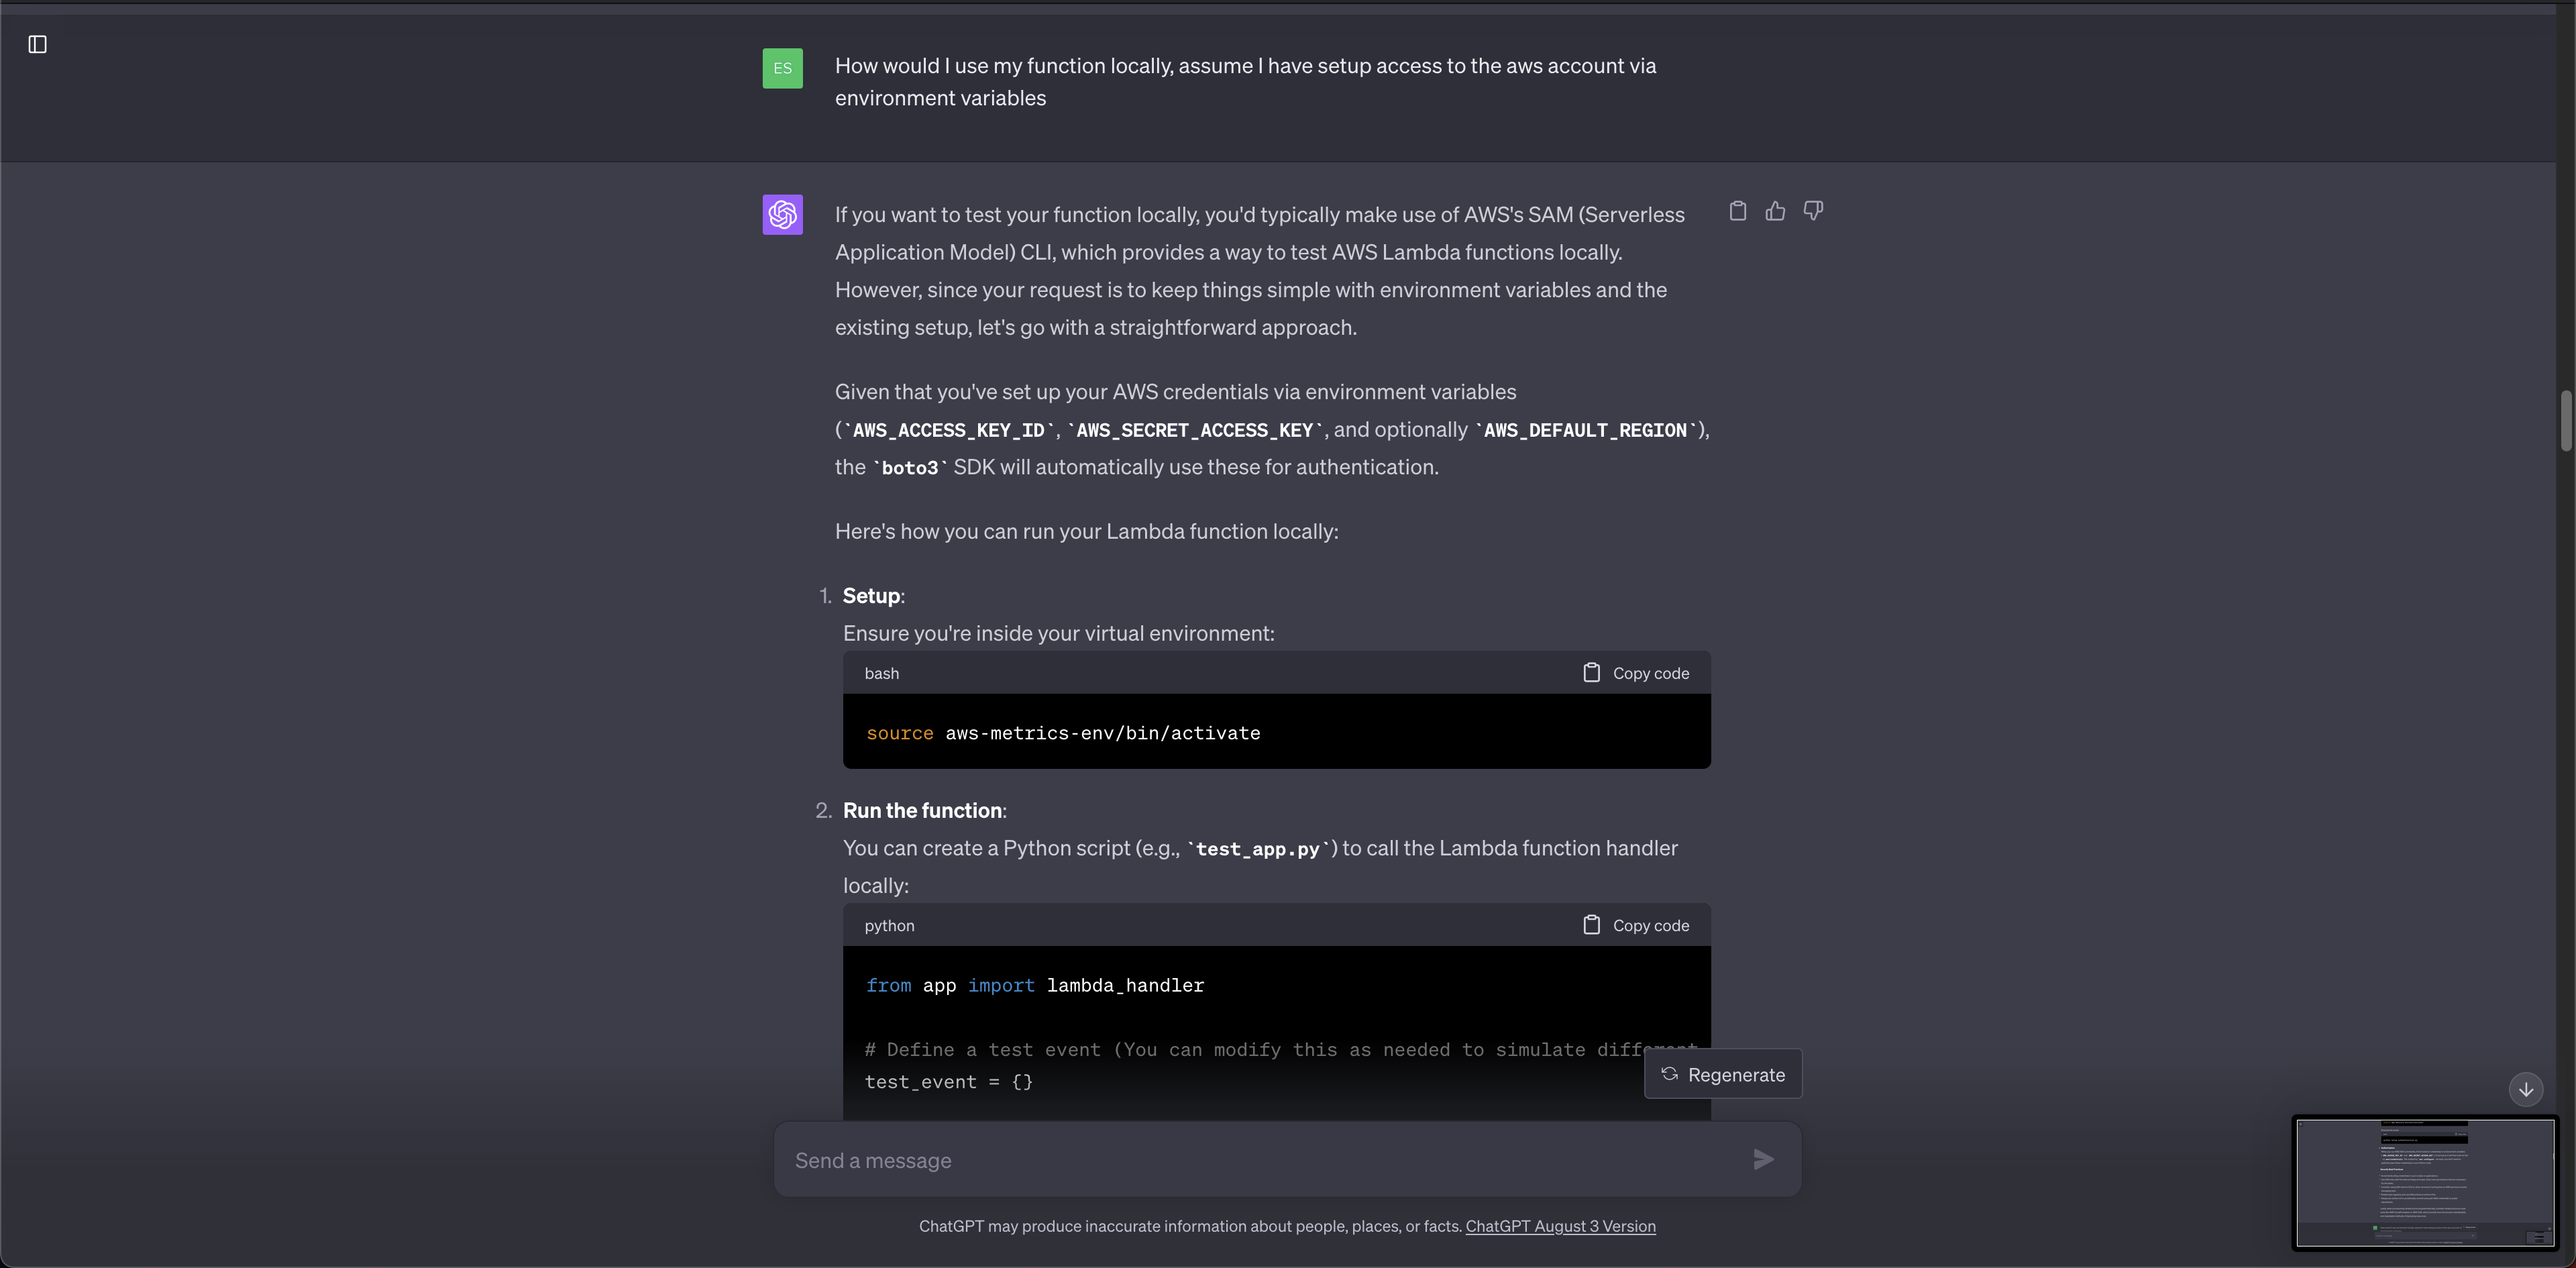 ES
How would I use my function locally, assume I have setup access to the aws account via
environment variables
If you want to test your function locally, you'd typically make use of AWS's SAM (Serverless
Application Model) CLI, which provides a way to test AWS Lambda functions locally.
However, since your request is to keep things simple with environment variables and the
existing setup, let's go with a straightforward approach.
Given that you've set up your AWS credentials via environment variables
(`AWS_ACCESS_KEY_ID`, `AWS_SECRET_ACCESS_KEY`, and optionally `AWS_DEFAULT_REGION`),
the `boto3` SDK will automatically use these for authentication.
Here's how you can run your Lambda function locally:
1. Setup:
Ensure you're inside your virtual environment:
bash Copy code
source aws-metrics-env/bin/activate
2. Run the function:
You can create a Python script (e.g., `test_app.py`) to call the Lambda function handler
locally:
python Copy code
from app import lambda_handler
# Define a test event (You can modify this as needed to simulate different
test_event = {}
Regenerate
Send a message
ChatGPT may produce inaccurate information about people, places, or facts. ChatGPT August 3 Version